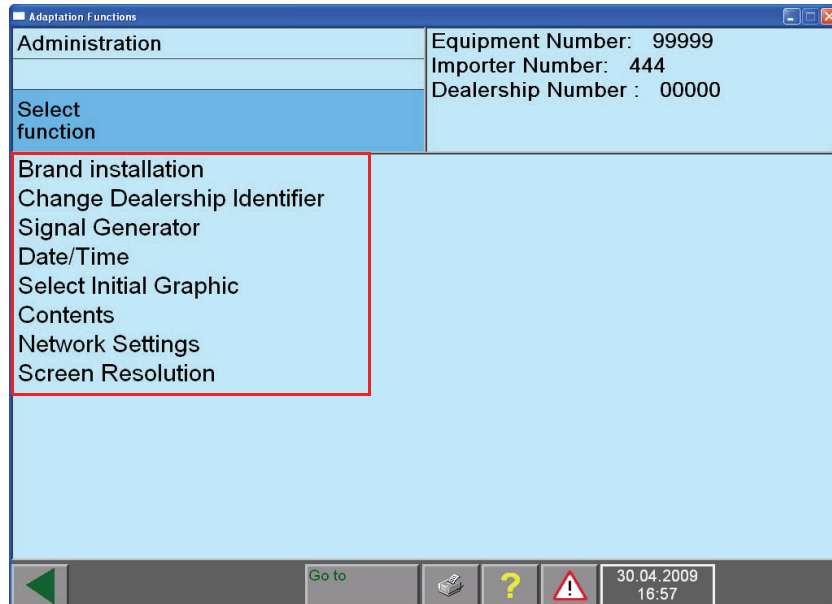 Adaptation Functions
Administration
Equipment Number: 99999
Importer Number: 444
Dealership Number : 00000
Select
function
Brand installation
Change Dealership Identifier
Signal Generator
Date/Time
Select Initial Graphic
Contents
Network Settings
Screen Resolution
Go to
?
30.04.2009
16:57